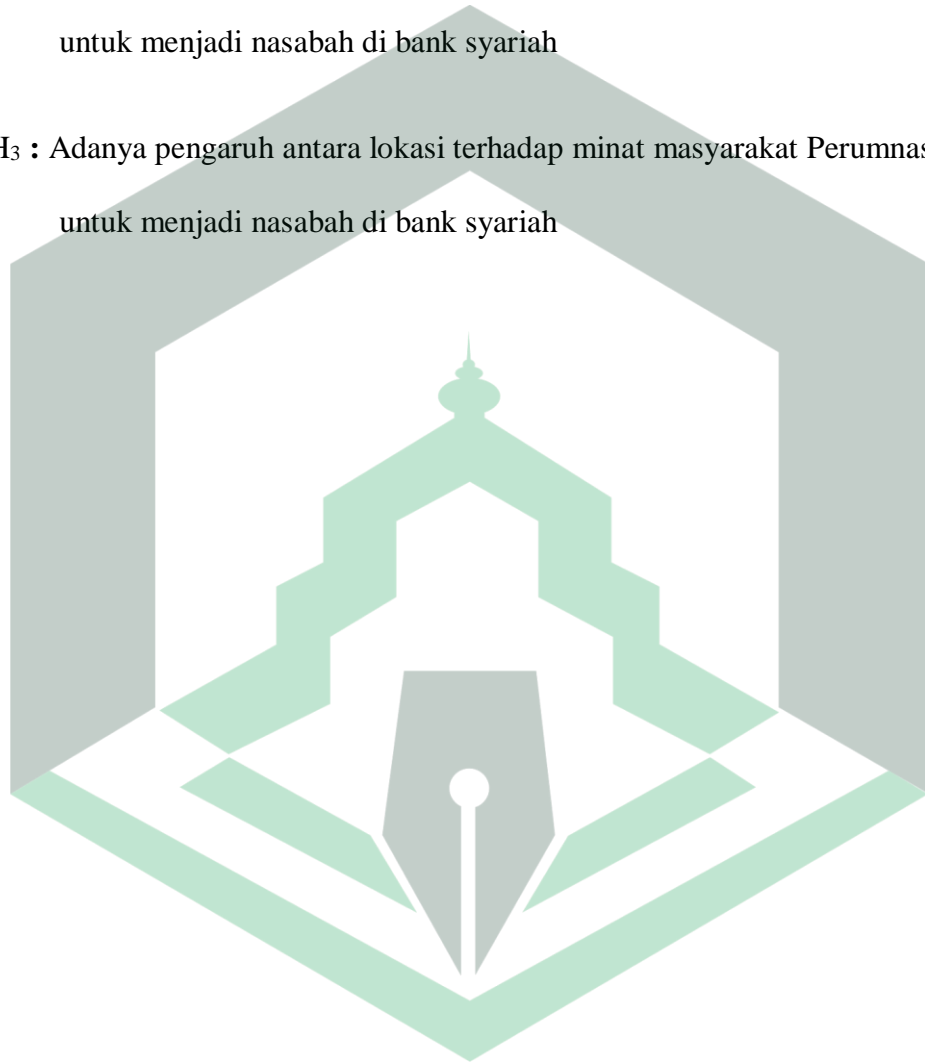 untuk menjadi nasabah di bank syariah
H₃ : Adanya pengaruh antara lokasi terhadap minat masyarakat Perumnas
untuk menjadi nasabah di bank syariah